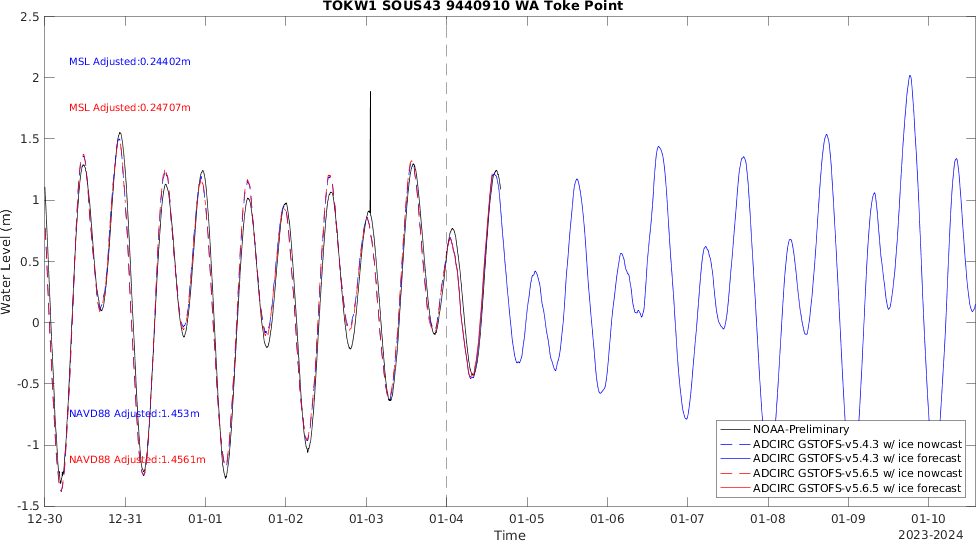 TOKW1 SOUS43 9440910 WA Toke Point
2.5
2
1.5
1
0.5
0
-0.5
-1
-1.5
Water Level (m)
MSL Adjusted:0.24402m
MSL Adjusted:0.24707m
NAVD88 Adjusted:1.453m
NAVD88 Adjusted:1.4561m
NOAA-Preliminary
ADCIRC GSTOFS-v5.4.3 w/ ice nowcast
ADCIRC GSTOFS-v5.4.3 w/ ice forecast
ADCIRC GSTOFS-v5.6.5 w/ ice nowcast
ADCIRC GSTOFS-v5.6.5 w/ ice forecast
12-30 12-31 01-01 01-02 01-03 01-04 01-05 01-06 01-07 01-08 01-09 01-10
Time
2023-2024